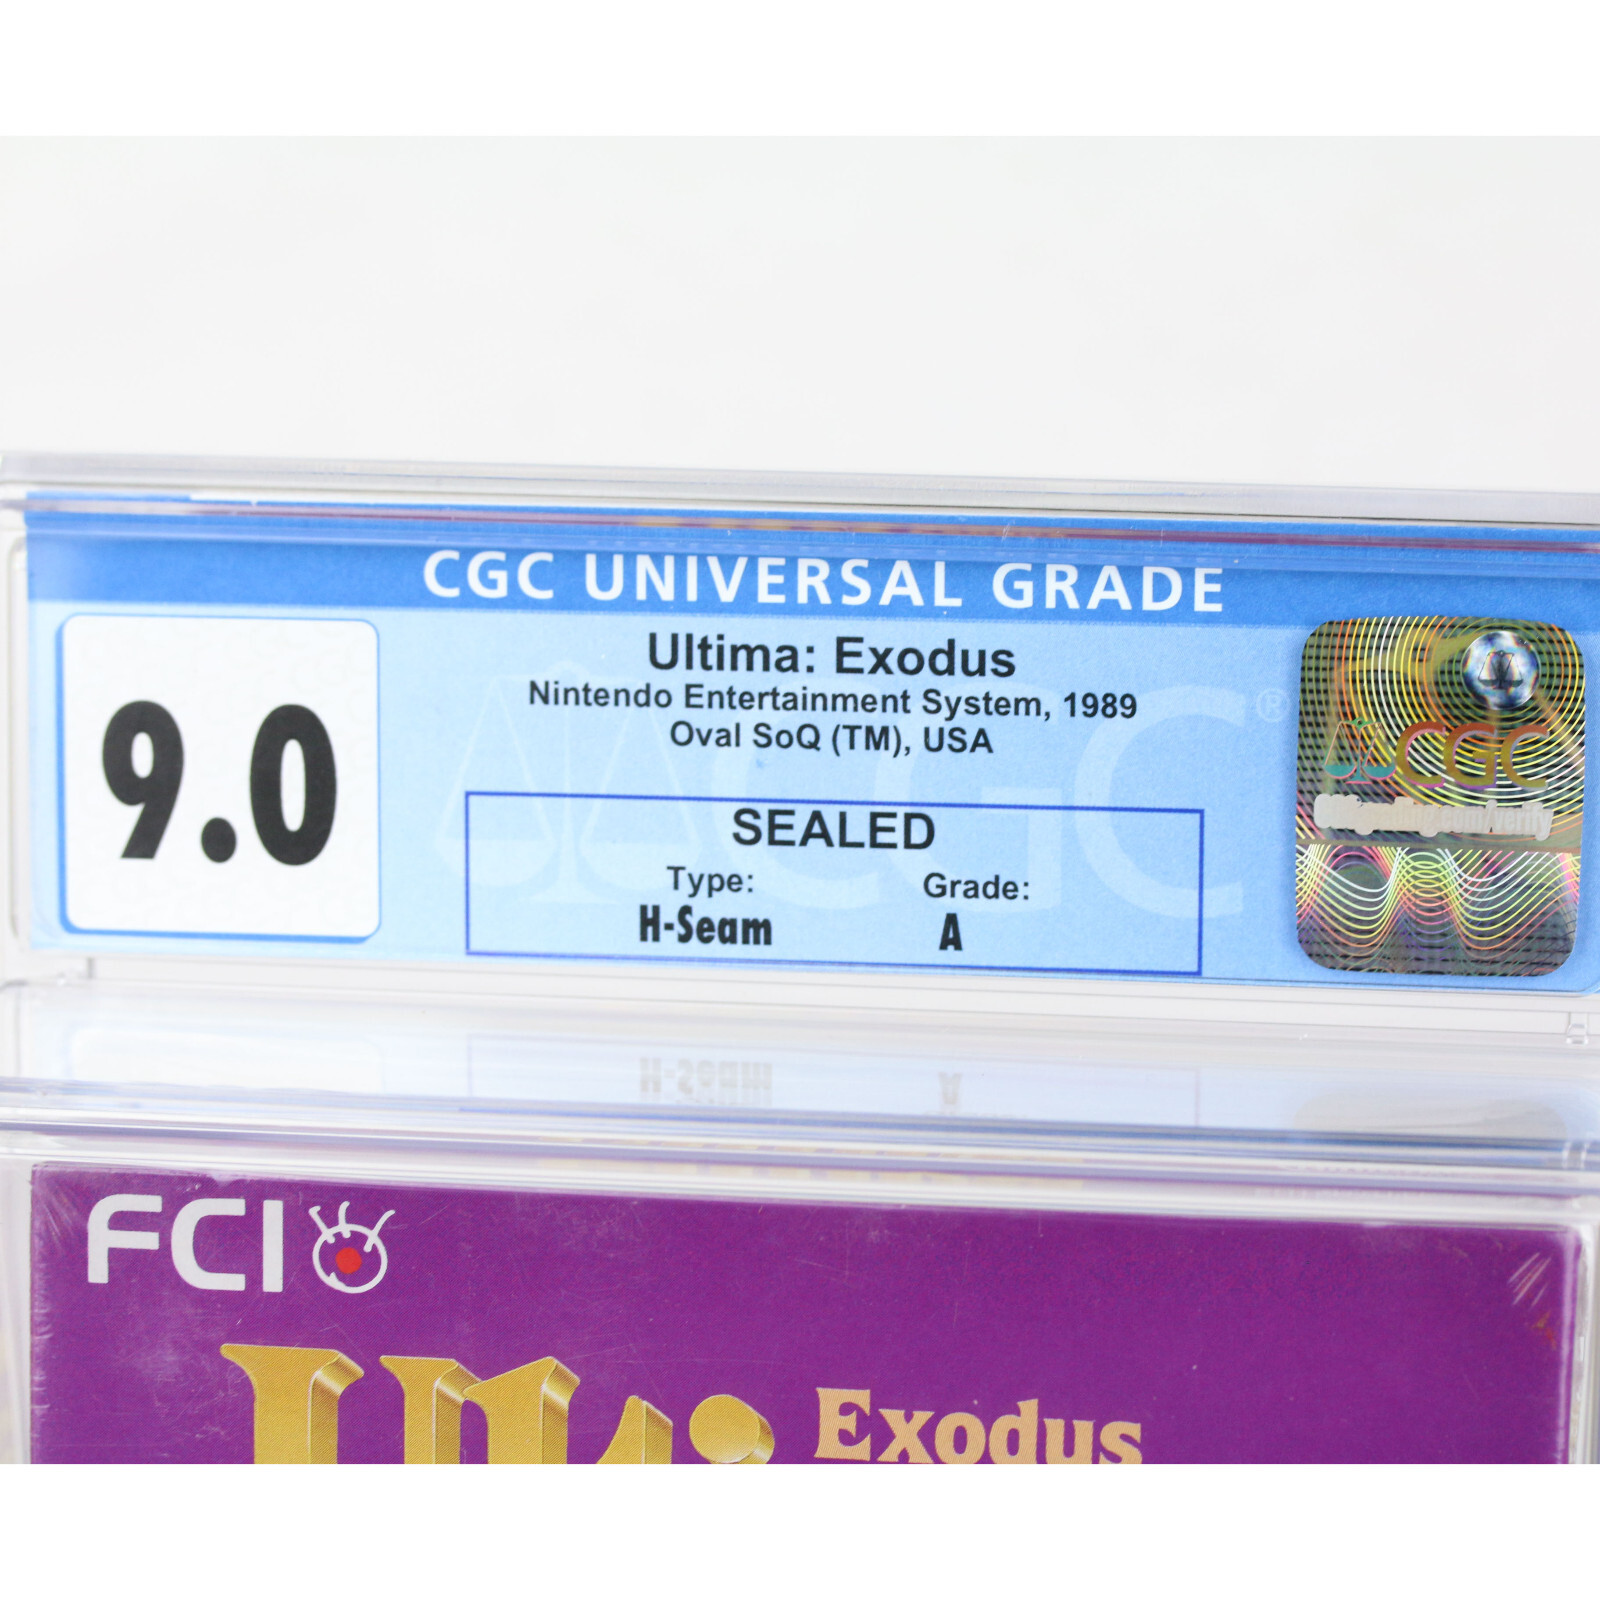 CGC UNIVERSAL GRADE
9.0
Ultima: Exodus
Nintendo Entertainment System, 1989
Oval SoQ (TM), USA
SEALED
Type: Grade:
H-Seam A
CGC
FCI
Exodus